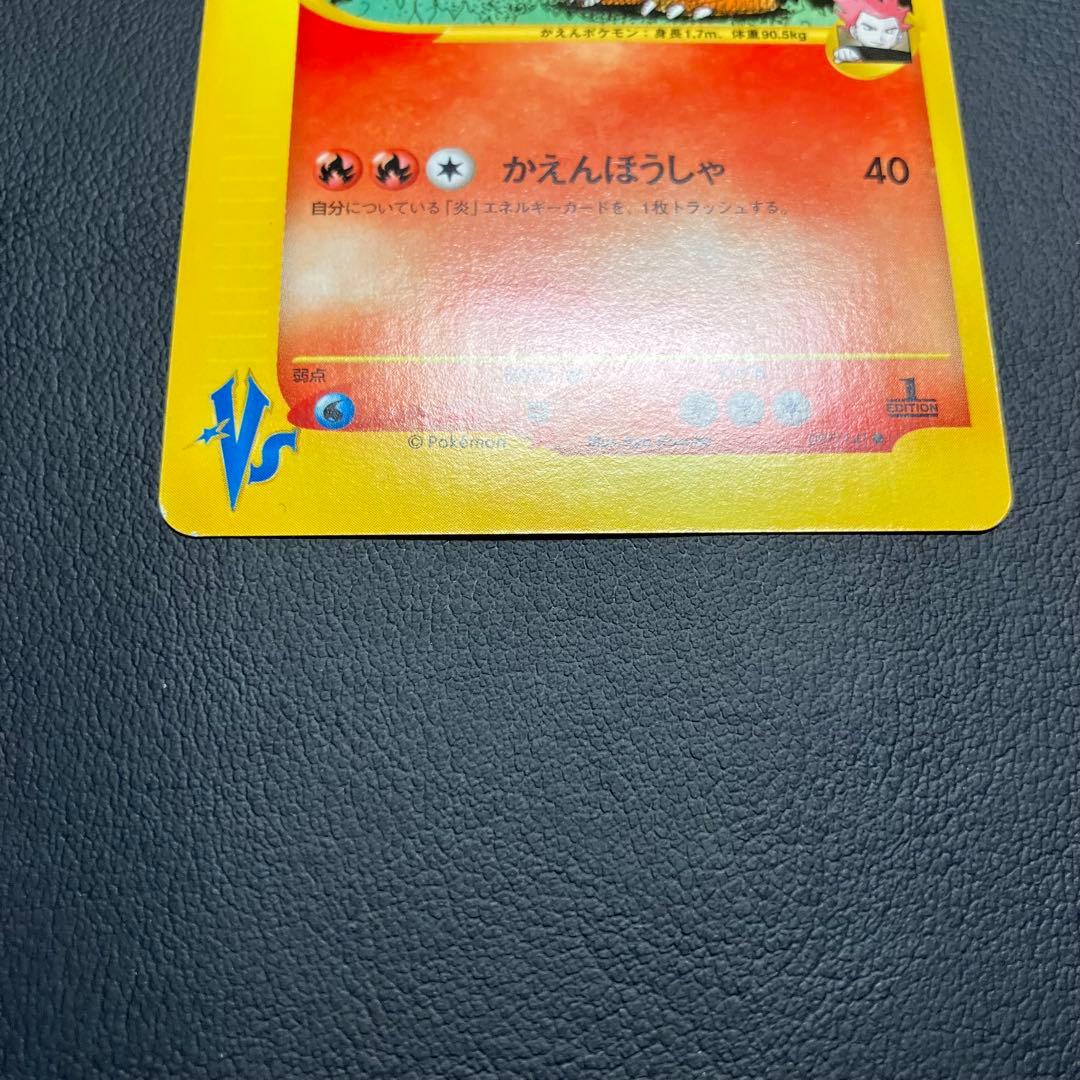 かえんポケモン：身長1.7m、体重90.5kg
かえんほうしゃ 40
自分についている「炎」エネルギーカードを、1枚トラッシュする。
弱点
1
EDITION
VS
© Pokémon